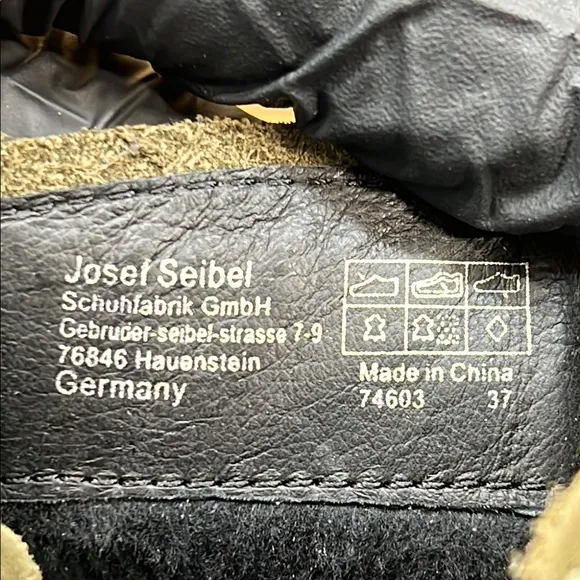 Josef Seibel
Schuhfabrik GmbH
Gebruder-seibel-strasse 7-9
76846 Hauenstein
Germany
Made in China
74603 37